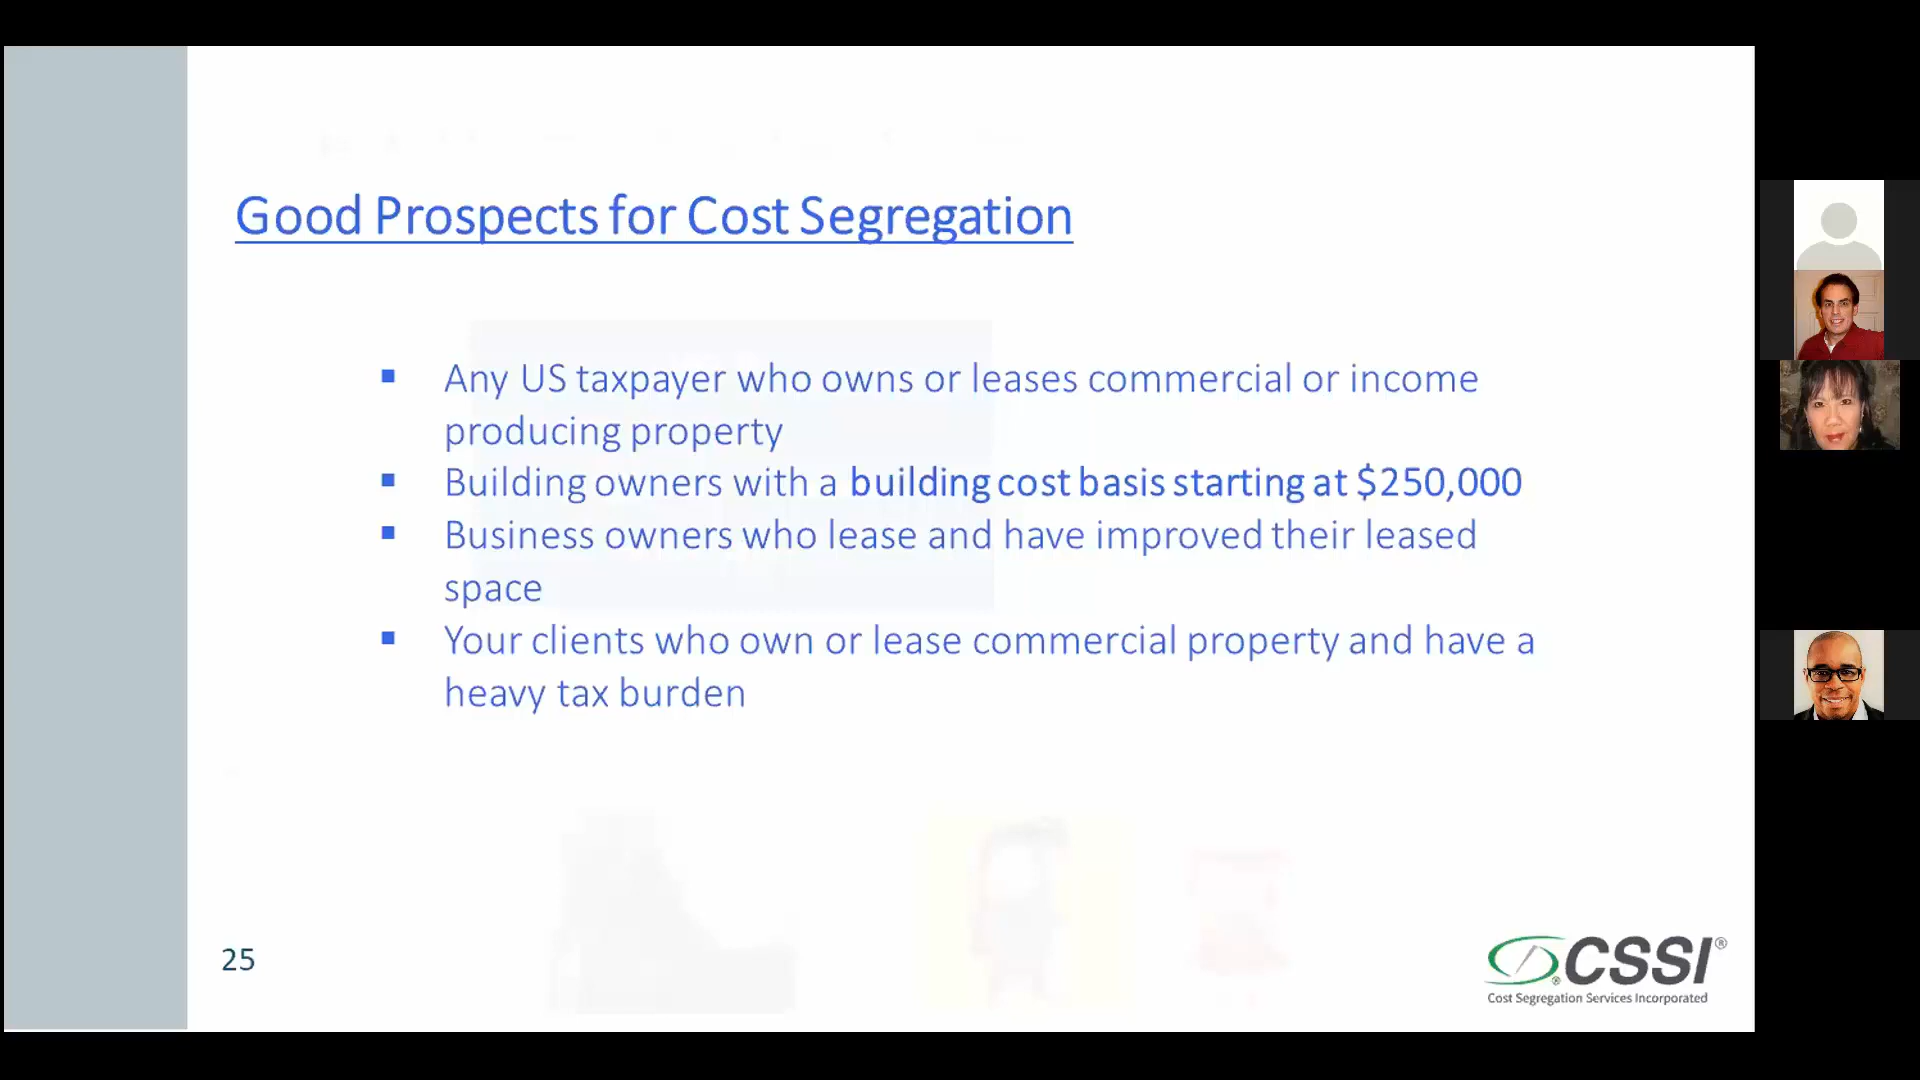 Good Prospects for Cost Segregation
▪ Any US taxpayer who owns or leases commercial or income
producing property
▪ Building owners with a building cost basis starting at $250,000
▪ Business owners who lease and have improved their leased
space
▪ Your clients who own or lease commercial property and have a
heavy tax burden
25
CSSI®
Cost Segregation Services Incorporated